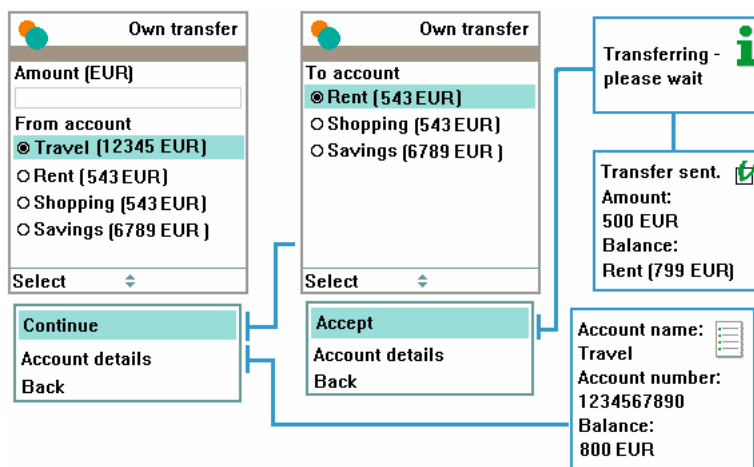 Own transfer
Amount (EUR)
From account
Travel (12345 EUR)
Rent (543 EUR)
Shopping (543 EUR)
Savings (6789 EUR )
Select
Continue
Account details
Back
Own transfer
To account
Rent (543 EUR)
Shopping (543 EUR)
Savings (6789 EUR )
Select
Accept
Account details
Back
Transferring -
please wait
Transfer sent.
Amount:
500 EUR
Balance:
Rent (799 EUR)
Account name:
Travel
Account number:
1234567890
Balance:
800 EUR